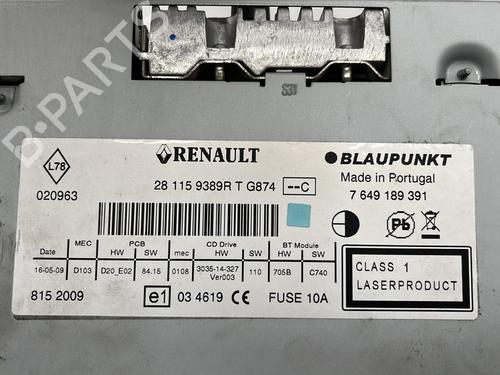 B-PARTS
S3U
L78
RENAULT
BLAUPUNKT
020963
28 115 9389R T G874
--C
Made in Portugal
7 649 189 391
Pb
MEC PCB CD Drive BT Module
Date HW SW mec HW SW HW SW
16-05-09 D103 D20_E02 84.15 0108 3035-14-327 Ver003 110 705B C740
CLASS 1
LASERPRODUCT
815 2009
e1
03 4619 CE
FUSE 10A